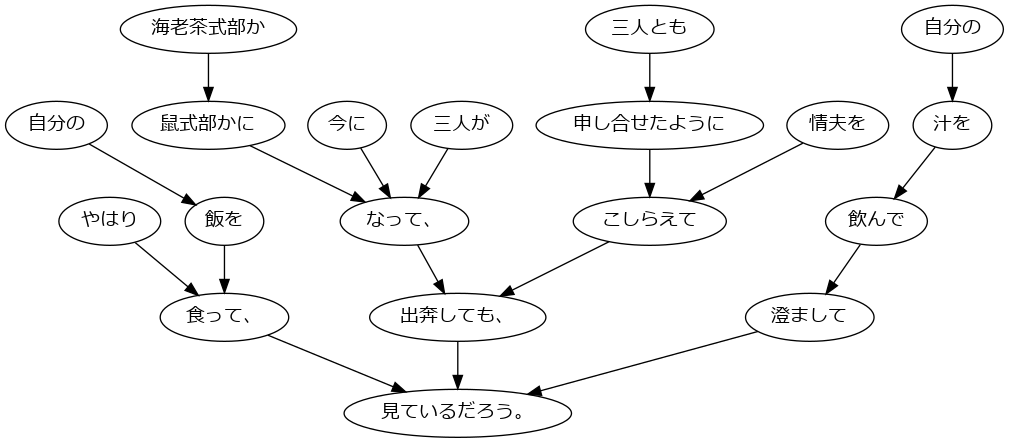 海老茶式部か
三人とも
自分の
自分の
鼠式部かに
今に
三人が
申し合せたように
情夫を
汁を
やはり
飯を
なって、
こしらえて
飲んで
食って、
出奔しても、
澄まして
見ているだろう。